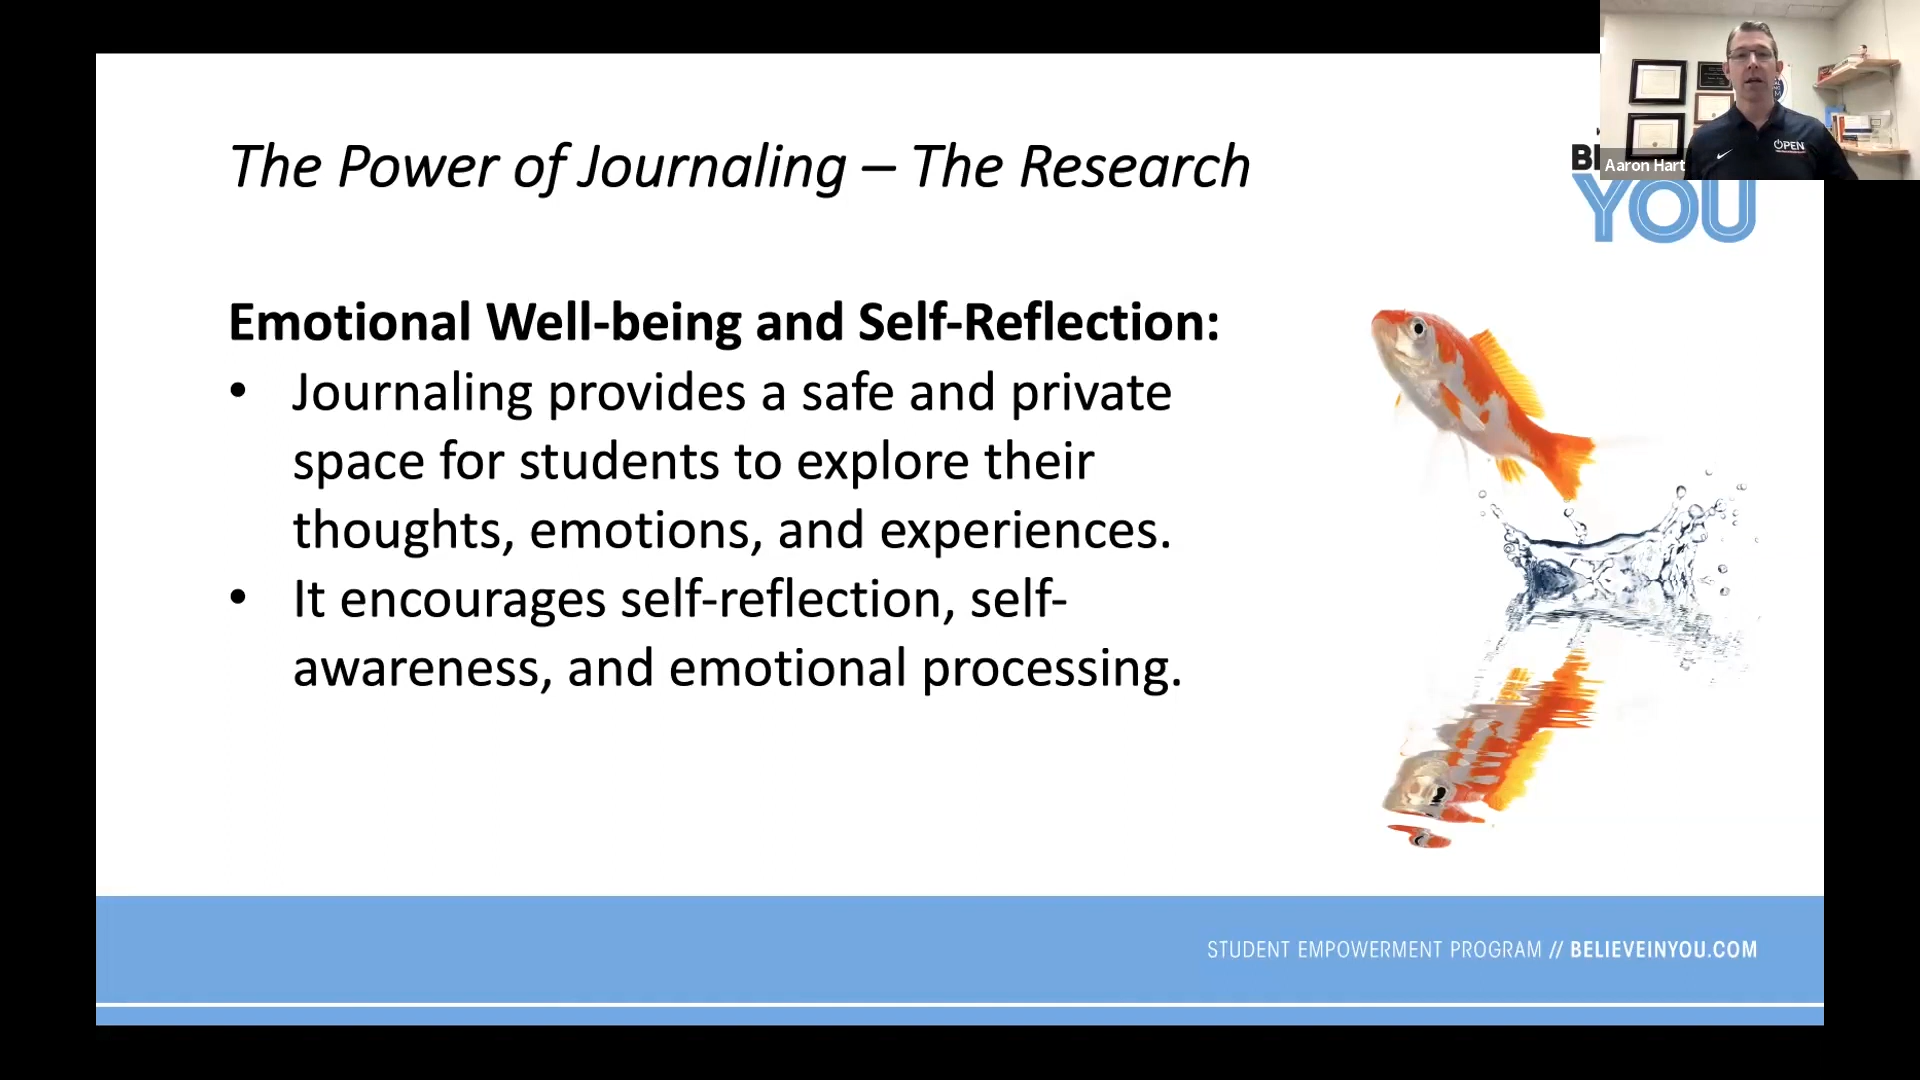 The Power of Journaling – The Research
Aaron Hart
OPEN
YOU
Emotional Well-being and Self-Reflection:
• Journaling provides a safe and private
space for students to explore their
thoughts, emotions, and experiences.
• It encourages self-reflection, self-
awareness, and emotional processing.
STUDENT EMPOWERMENT PROGRAM // BELIEVEINYOU.COM